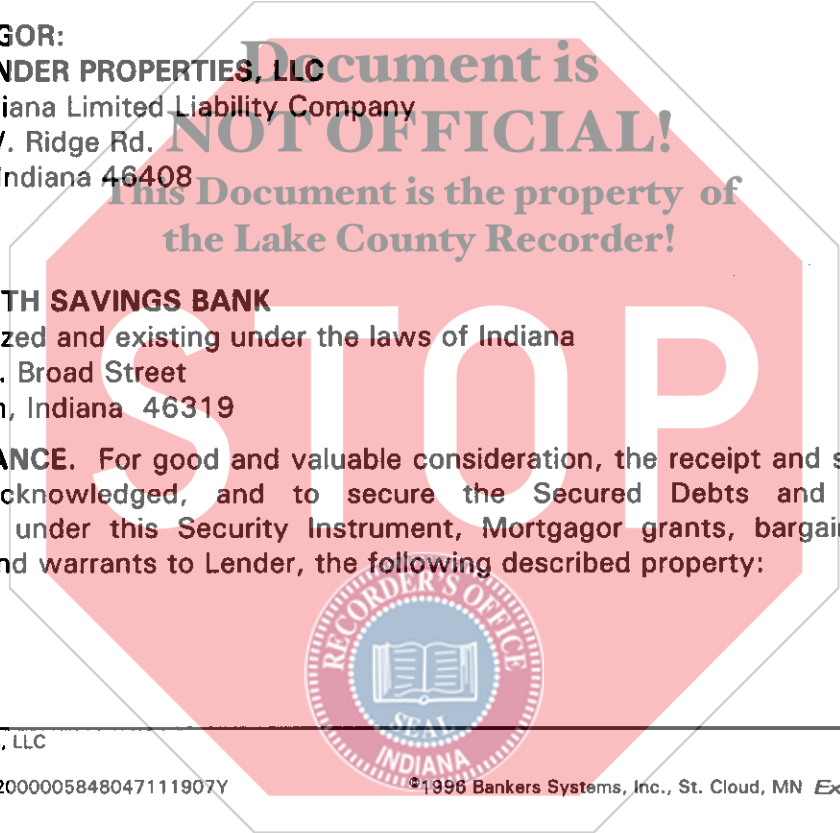 GOR:
NDER PROPERTIES, LLC
iana Limited Liability Company
. Ridge Rd.
Indiana 46408
Document is
NOT OFFICIAL!
This Document is the property of
the Lake County Recorder!
STOP
TH SAVINGS BANK
zed and existing under the laws of Indiana
. Broad Street
, Indiana 46319
ANCE. For good and valuable consideration, the receipt and s
cknowledged, and to secure the Secured Debts and
under this Security Instrument, Mortgagor grants, bargai
nd warrants to Lender, the following described property:
RECORDER'S OFFICE
SEAL
INDIANA
, LLC
2000005848047111907Y
©1996 Bankers Systems, Inc., St. Cloud, MN Ex